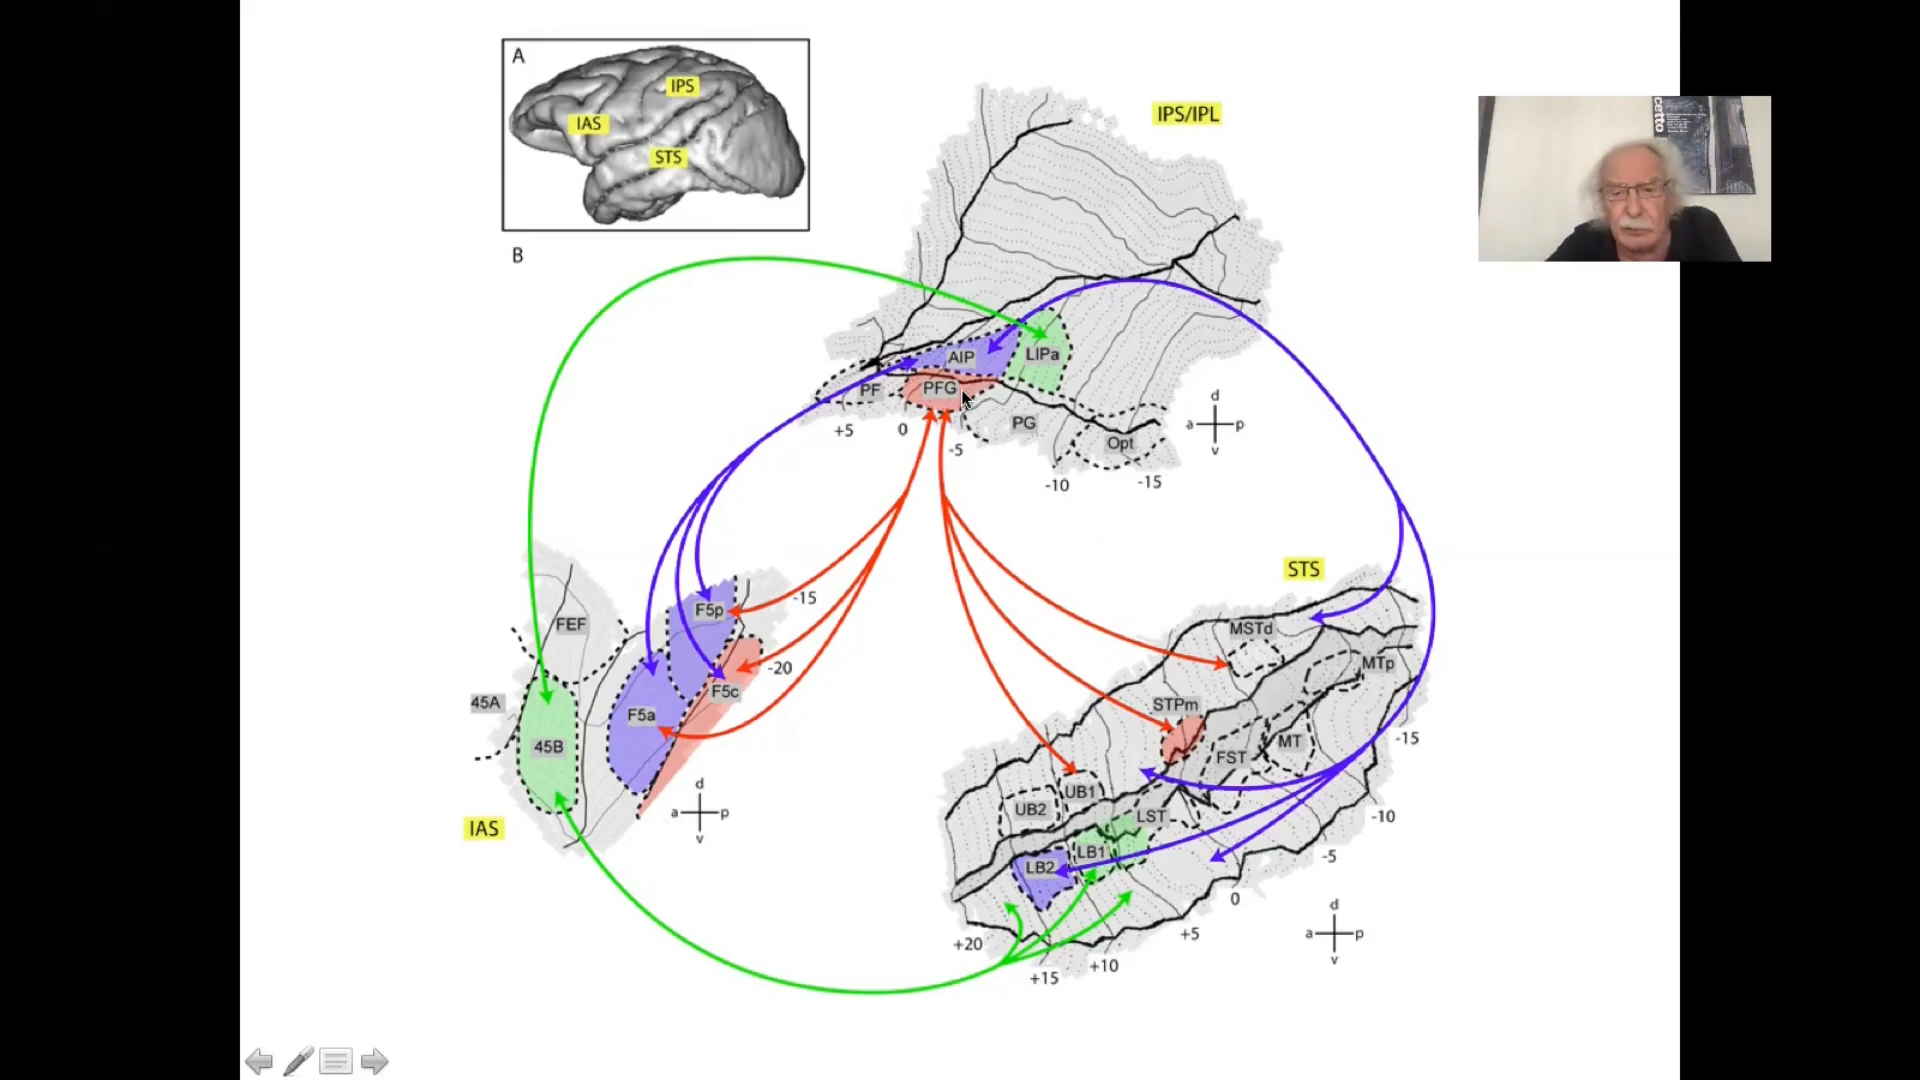 A
IPS
IAS
STS
B
IPS/IPL
cetto
AIP
LIPa
PF
PFG
PG
Opt
+5
0
-5
-10
-15
d
a
p
v
FEF
F5p
-15
-20
F5c
45A
F5a
45B
IAS
d
a
p
v
STS
MSTd
MTp
STPm
MT
FST
-15
UB1
UB2
LST
-10
LB1
LB2
-5
0
+5
+20
+10
+15
d
a
p
v